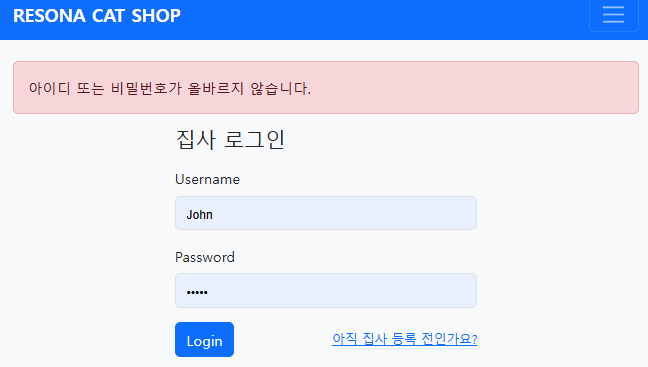 RESONA CAT SHOP
아이디 또는 비밀번호가 올바르지 않습니다.
집사 로그인
Username
John
Password
•••••
Login
아직 집사 등록 전인가요?